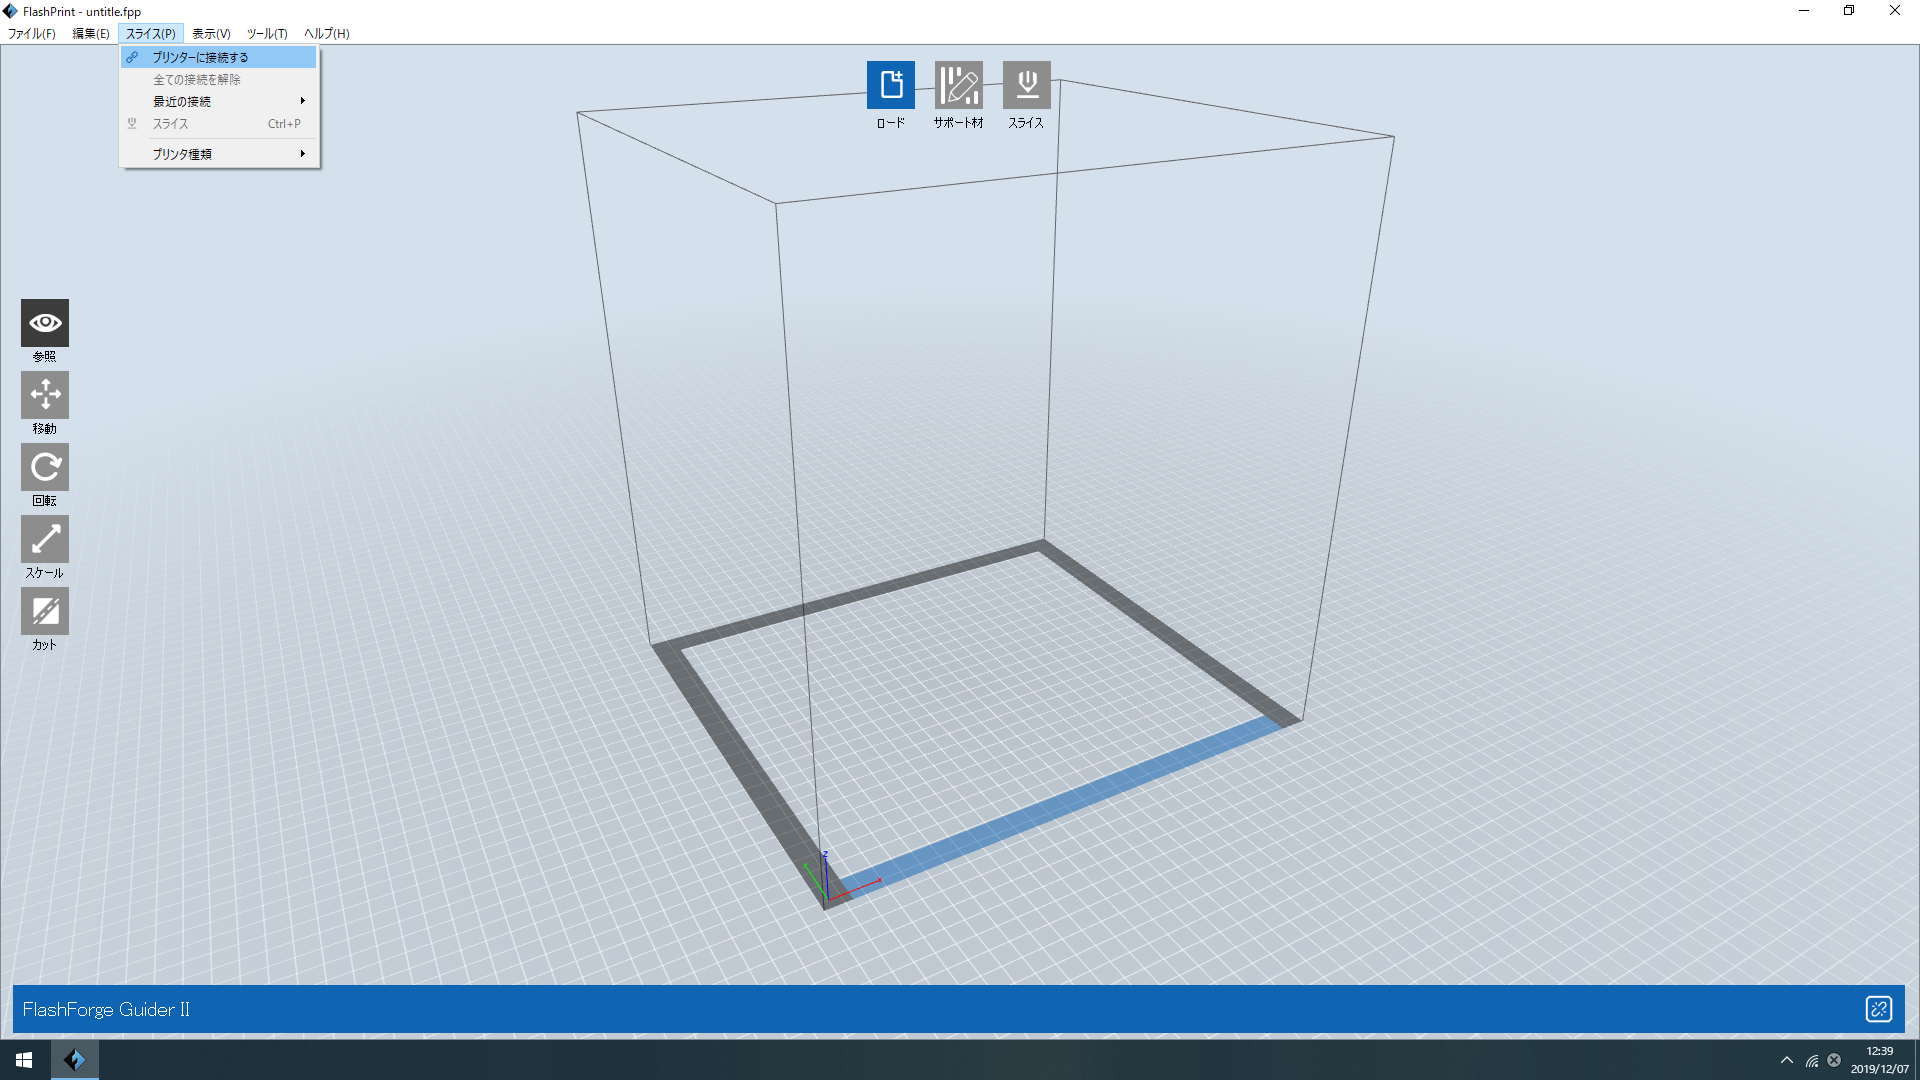 FlashPrint - untitle.fpp
ファイル(F) 編集(E) スライス(P) 表示(V) ツール(T) ヘルプ(H)
プリンターに接続する
全ての接続を解除
最近の接続
スライス Ctrl+P
プリンタ種類
ロード サポート材 スライス
参照
移動
回転
スケール
カット
z
x
FlashForge Guider II
12:39
2019/12/07